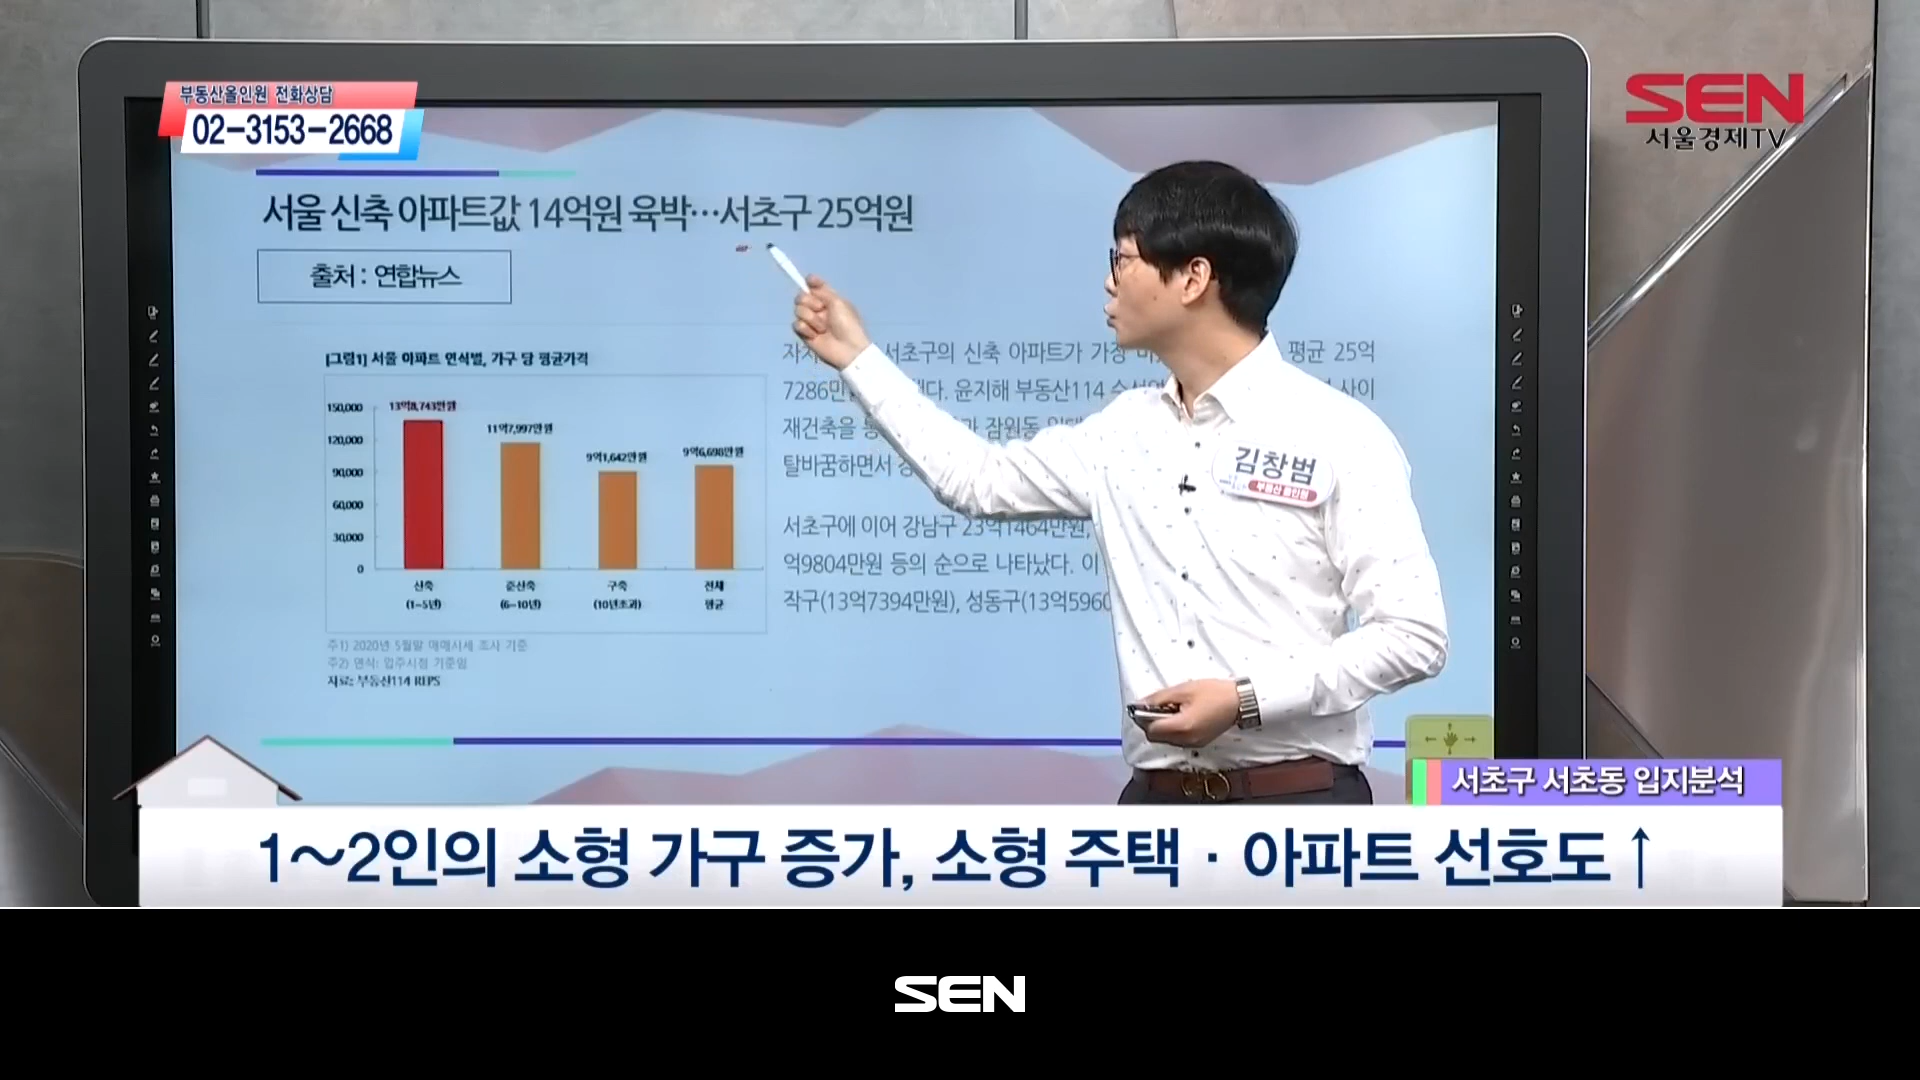 부동산올인원 전화상담
02-3153-2668
SEN
서울경제TV
서울 신축 아파트값 14억원 육박…서초구 25억원
출처 : 연합뉴스
[그림1] 서울 아파트 연식별, 가구 당 평균가격
150,000
120,000
90,000
60,000
30,000
0
13억8,743만원
11억7,997만원
9억1,642만원
9억6,698만원
신축
(1~5년)
준신축
(6~10년)
구축
(10년초과)
전체
평균
주1) 2020년 5월말 매매시세 조사 기준
주2) 연식: 입주시점 기준임
자료: 부동산114 REPS
서초구의 신축 아파트가 가장 평균 25억
7286만 윤지해 부동산114 사이
재건축을 잠원동
탈바꿈하면서
서초구에 이어 강남구 23억1464만원,
억9804만원 등의 순으로 나타났다. 이
작구(13억7394만원), 성동구(13억5960
김창범
부동산 올인원
서초구 서초동 입지분석
1~2인의 소형 가구 증가, 소형 주택 · 아파트 선호도 ↑
SEN